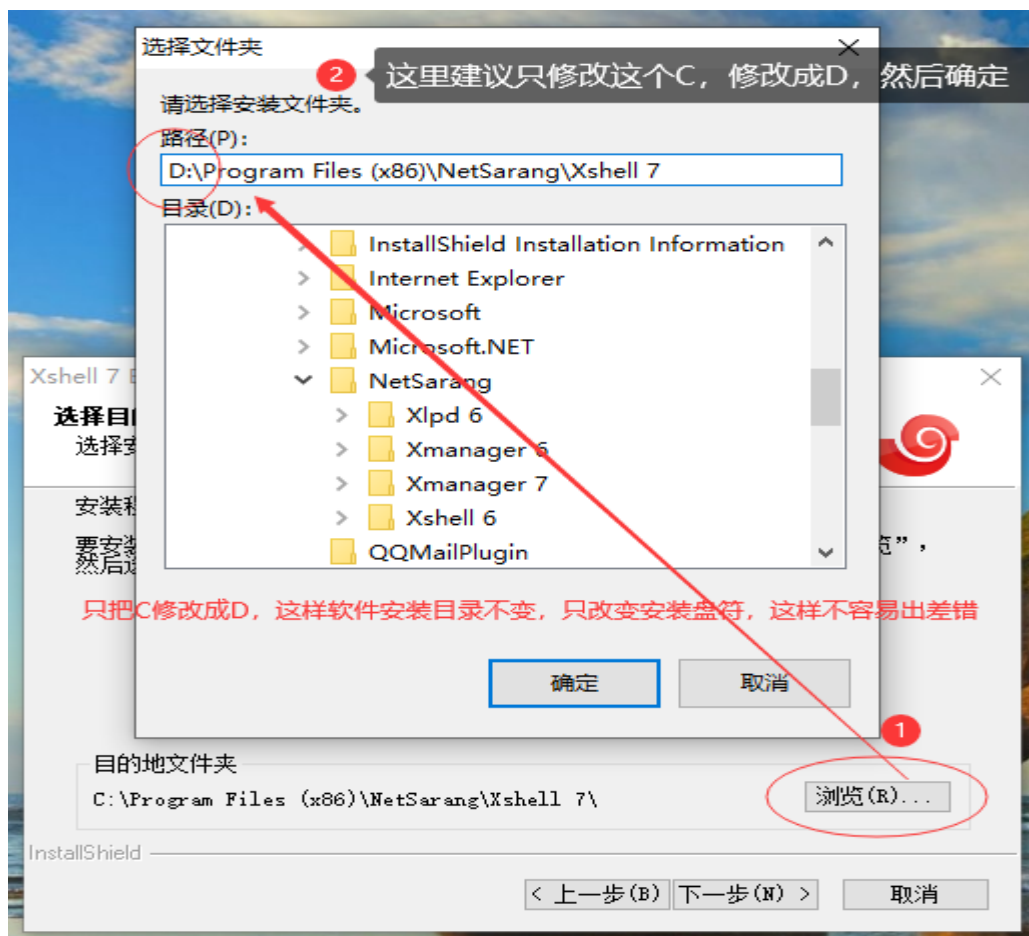 选择文件夹
2
这里建议只修改这个C，修改成D，然后确定
请选择安装文件夹。
路径(P):
D:\Program Files (x86)\NetSarang\Xshell 7
目录(D):
InstallShield Installation Information
Internet Explorer
Microsoft
Microsoft.NET
NetSarang
Xlpd 6
Xmanager 6
Xmanager 7
Xshell 6
QQMailPlugin
Xshell 7
选择目
选择安
安装程
要安装
然后选
”，
只把C修改成D，这样软件安装目录不变，只改变安装盘符，这样不容易出差错
确定
取消
1
目的地文件夹
C:\Program Files (x86)\NetSarang\Xshell 7\
浏览(R)...
InstallShield
< 上一步(B)
下一步(N) >
取消